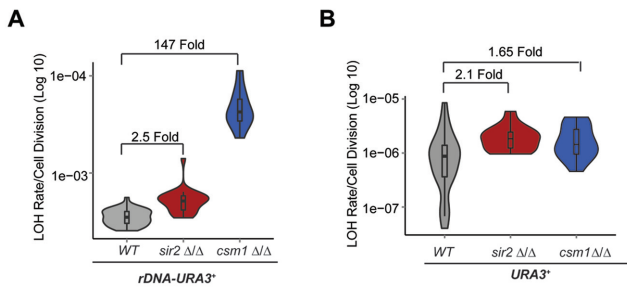 A
147 Fold
2.5 Fold
LOH Rate/Cell Division (Log 10)
1e-04
1e-03
WT sir2 Δ/Δ csm1 Δ/Δ
rDNA-URA3⁺
B
1.65 Fold
2.1 Fold
LOH Rate/Cell Division (Log 10)
1e-05
1e-06
1e-07
WT sir2 Δ/Δ csm1Δ/Δ
URA3⁺